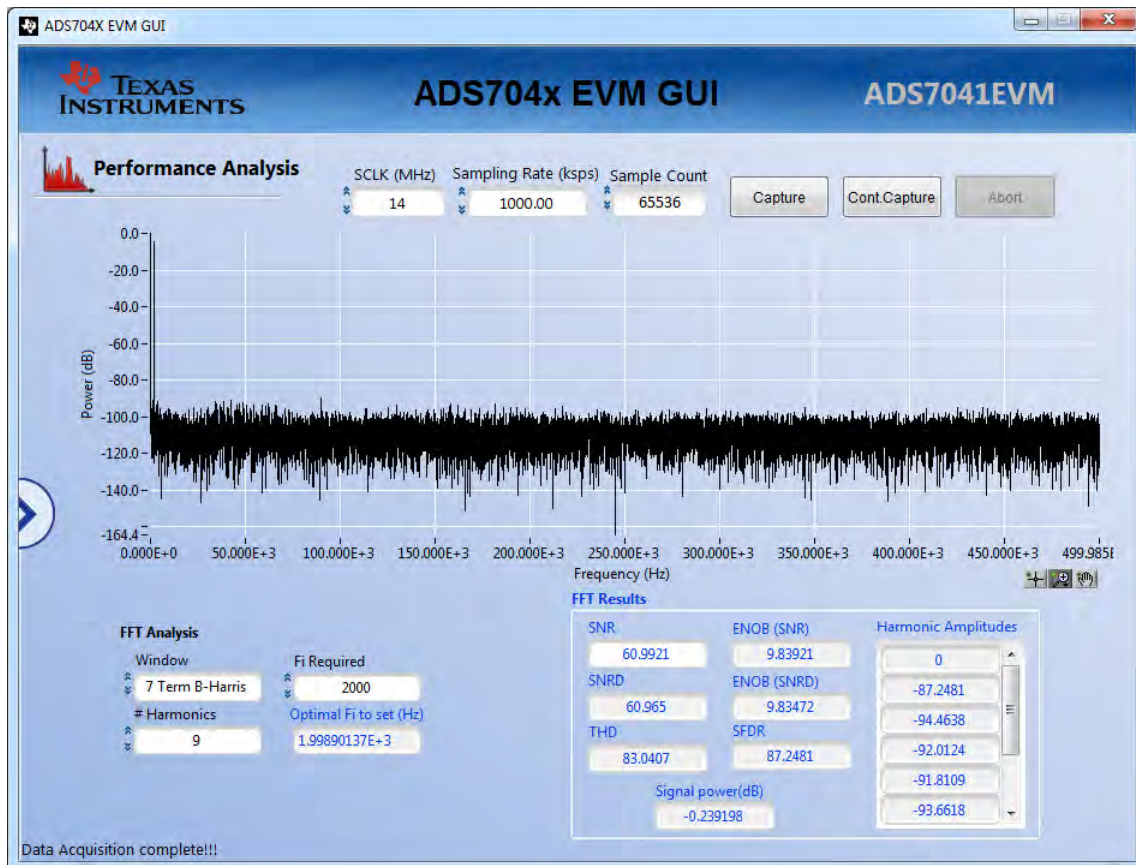 ADS704X EVM GUI
TEXAS
INSTRUMENTS
ADS704x EVM GUI
ADS7041EVM
Performance Analysis
SCLK (MHz) Sampling Rate (ksps) Sample Count
14 1000.00 65536
Capture Cont.Capture Abort
Power (dB)
0.0
-20.0
-40.0
-60.0
-80.0
-100.0
-120.0
-140.0
-164.4
0.000E+0 50.000E+3 100.000E+3 150.000E+3 200.000E+3 250.000E+3 300.000E+3 350.000E+3 400.000E+3 450.000E+3 499.985E
Frequency (Hz)
FFT Analysis
Window Fi Required
7 Term B-Harris 2000
# Harmonics Optimal Fi to set (Hz)
9 1.99890137E+3
FFT Results
SNR ENOB (SNR) Harmonic Amplitudes
60.9921 9.83921 0
SNRD ENOB (SNRD) -87.2481
60.965 9.83472 -94.4638
THD SFDR -92.0124
83.0407 87.2481 -91.8109
Signal power(dB) -93.6618
-0.239198
Data Acquisition complete!!!